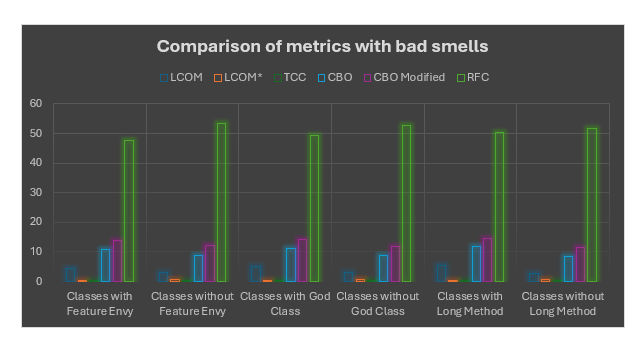 Comparison of metrics with bad smells
LCOM LCOM* TCC CBO CBO Modified RFC
60
50
40
30
20
10
0
Classes with Feature Envy
Classes without Feature Envy
Classes with God Class
Classes without God Class
Classes with Long Method
Classes without Long Method